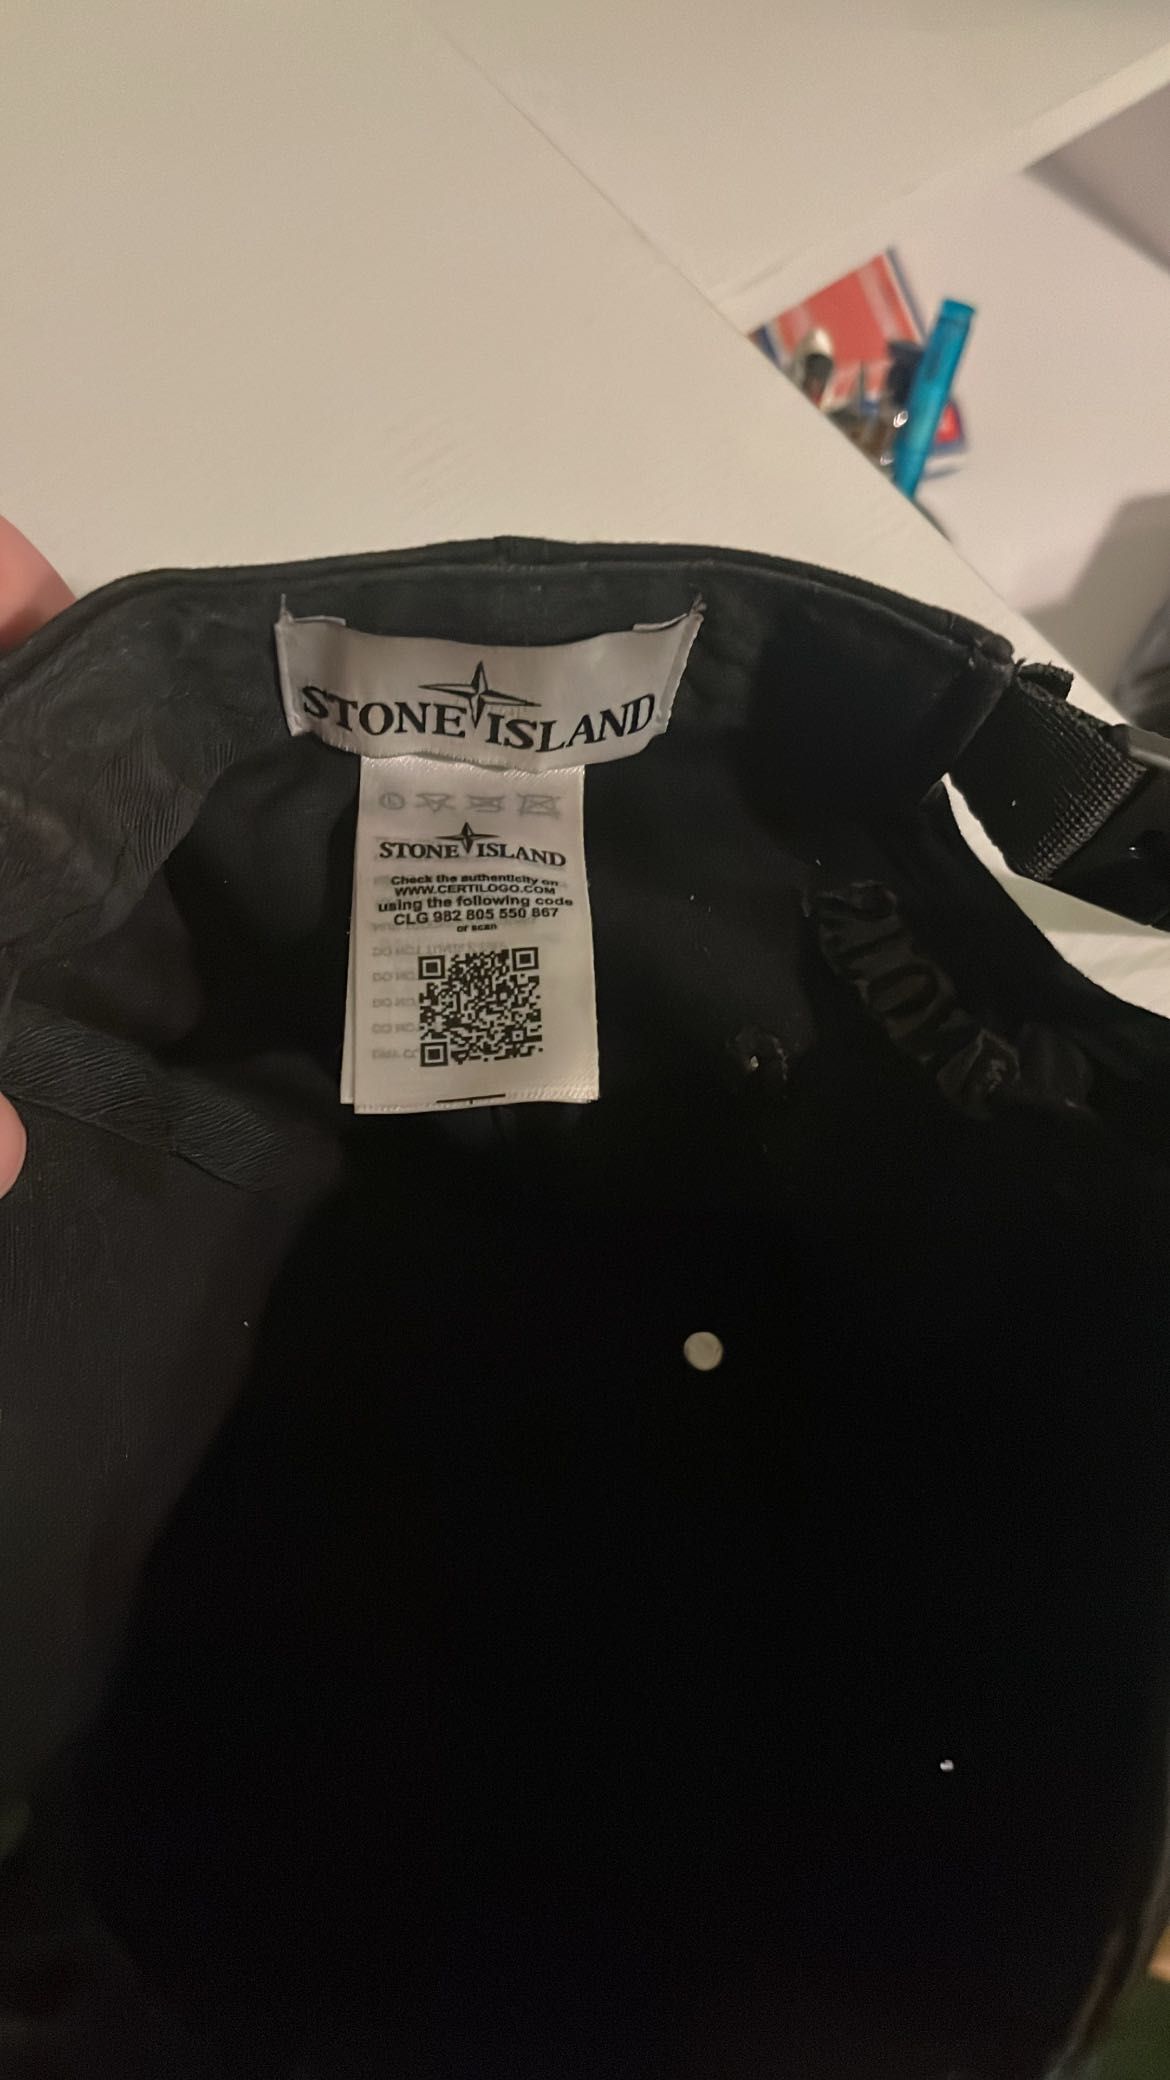 STONE ISLAND
STONE ISLAND
Check the authenticity on
WWW.CERTILOGO.COM
using the following code
CLG 982 805 550 867
or scan